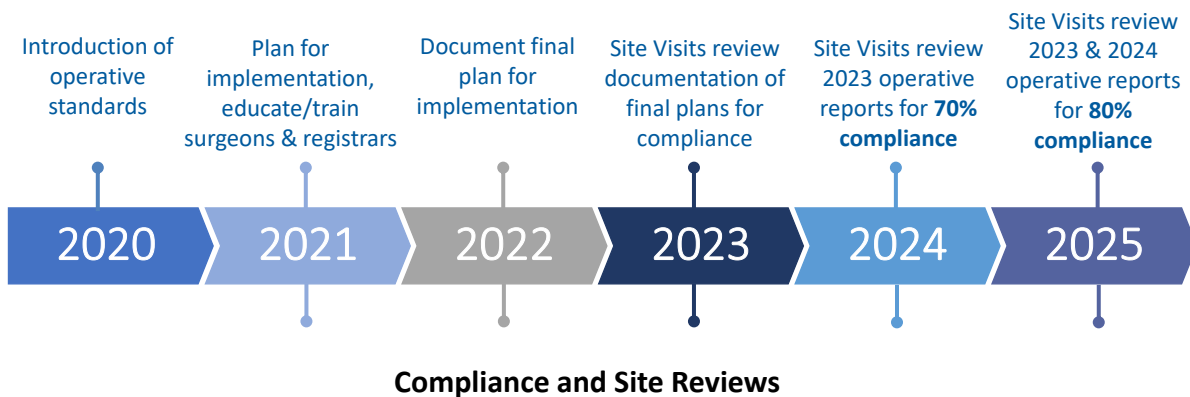 Introduction of
operative
standards
Plan for
implementation,
educate/train
surgeons & registrars
Document final
plan for
implementation
Site Visits review
documentation of
final plans for
compliance
Site Visits review
2023 operative
reports for 70%
compliance
Site Visits review
2023 & 2024
operative reports
for 80%
compliance
2020
2021
2022
2023
2024
2025
Compliance and Site Reviews